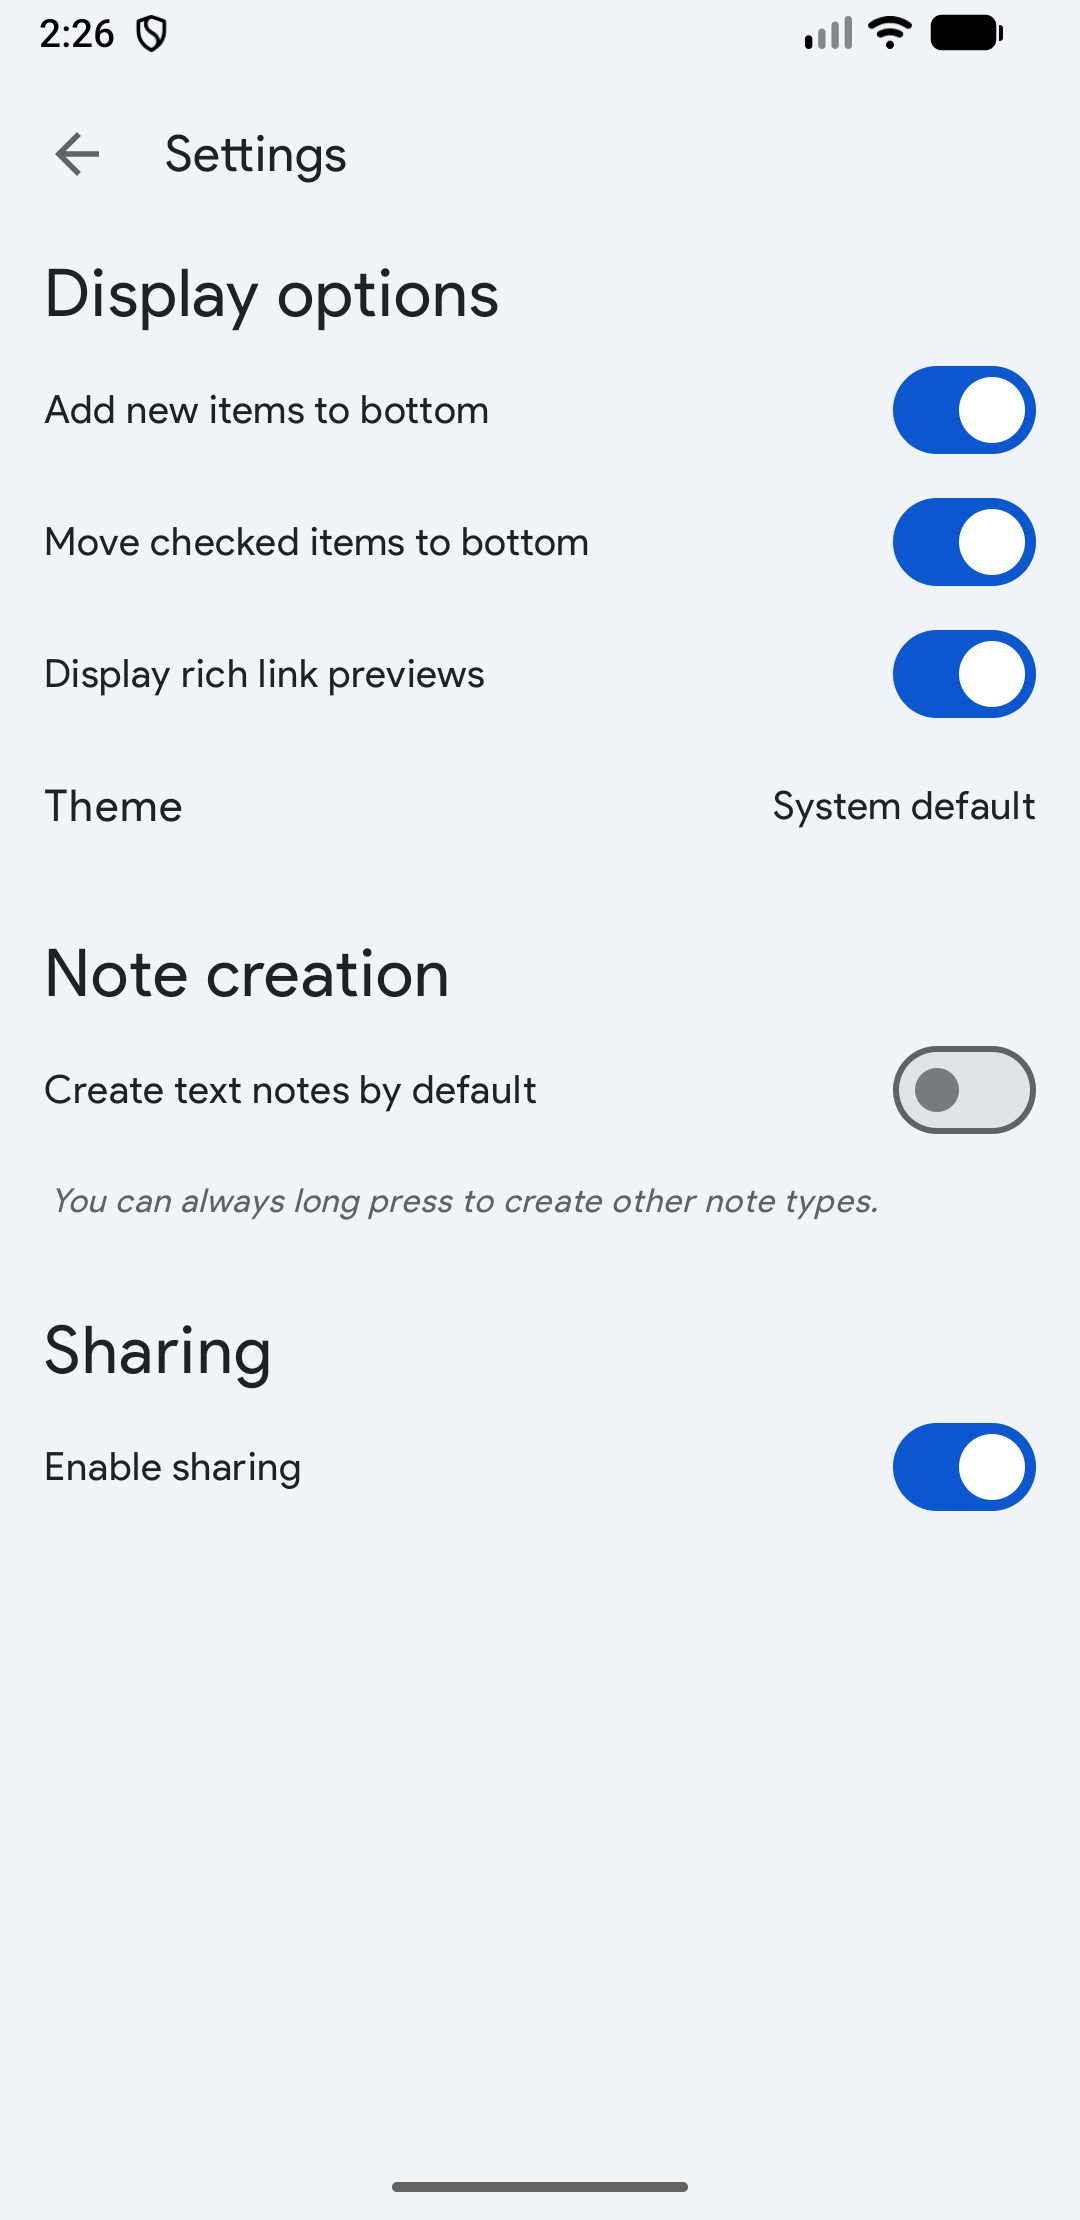 2:26
Settings
Display options
Add new items to bottom
Move checked items to bottom
Display rich link previews
Theme
System default
Note creation
Create text notes by default
You can always long press to create other note types.
Sharing
Enable sharing